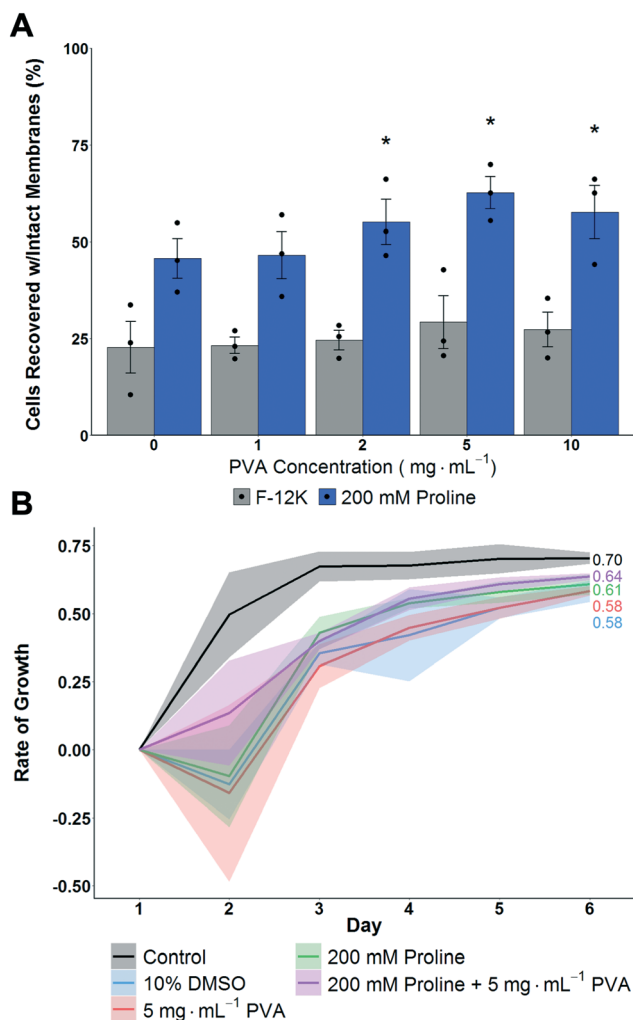 A
Cells Recovered w/Intact Membranes (%)
100
75
50
25
0
*
*
*
0 1 2 5 10
PVA Concentration ( mg · mL⁻¹)
F-12K 200 mM Proline
B
Rate of Growth
0.75
0.50
0.25
0.00
-0.25
-0.50
0.70
0.64
0.61
0.58
0.58
1 2 3 4 5 6
Day
Control 200 mM Proline
10% DMSO 200 mM Proline + 5 mg · mL⁻¹ PVA
5 mg · mL⁻¹ PVA